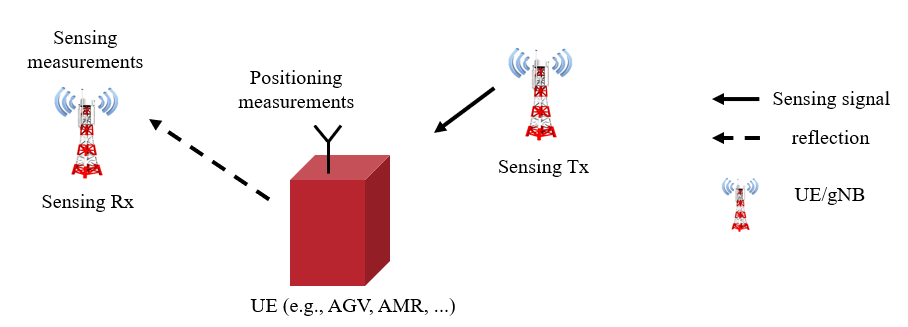 Sensing
measurements
Sensing Rx
Positioning
measurements
UE (e.g., AGV, AMR, ...)
Sensing Tx
Sensing signal
reflection
UE/gNB